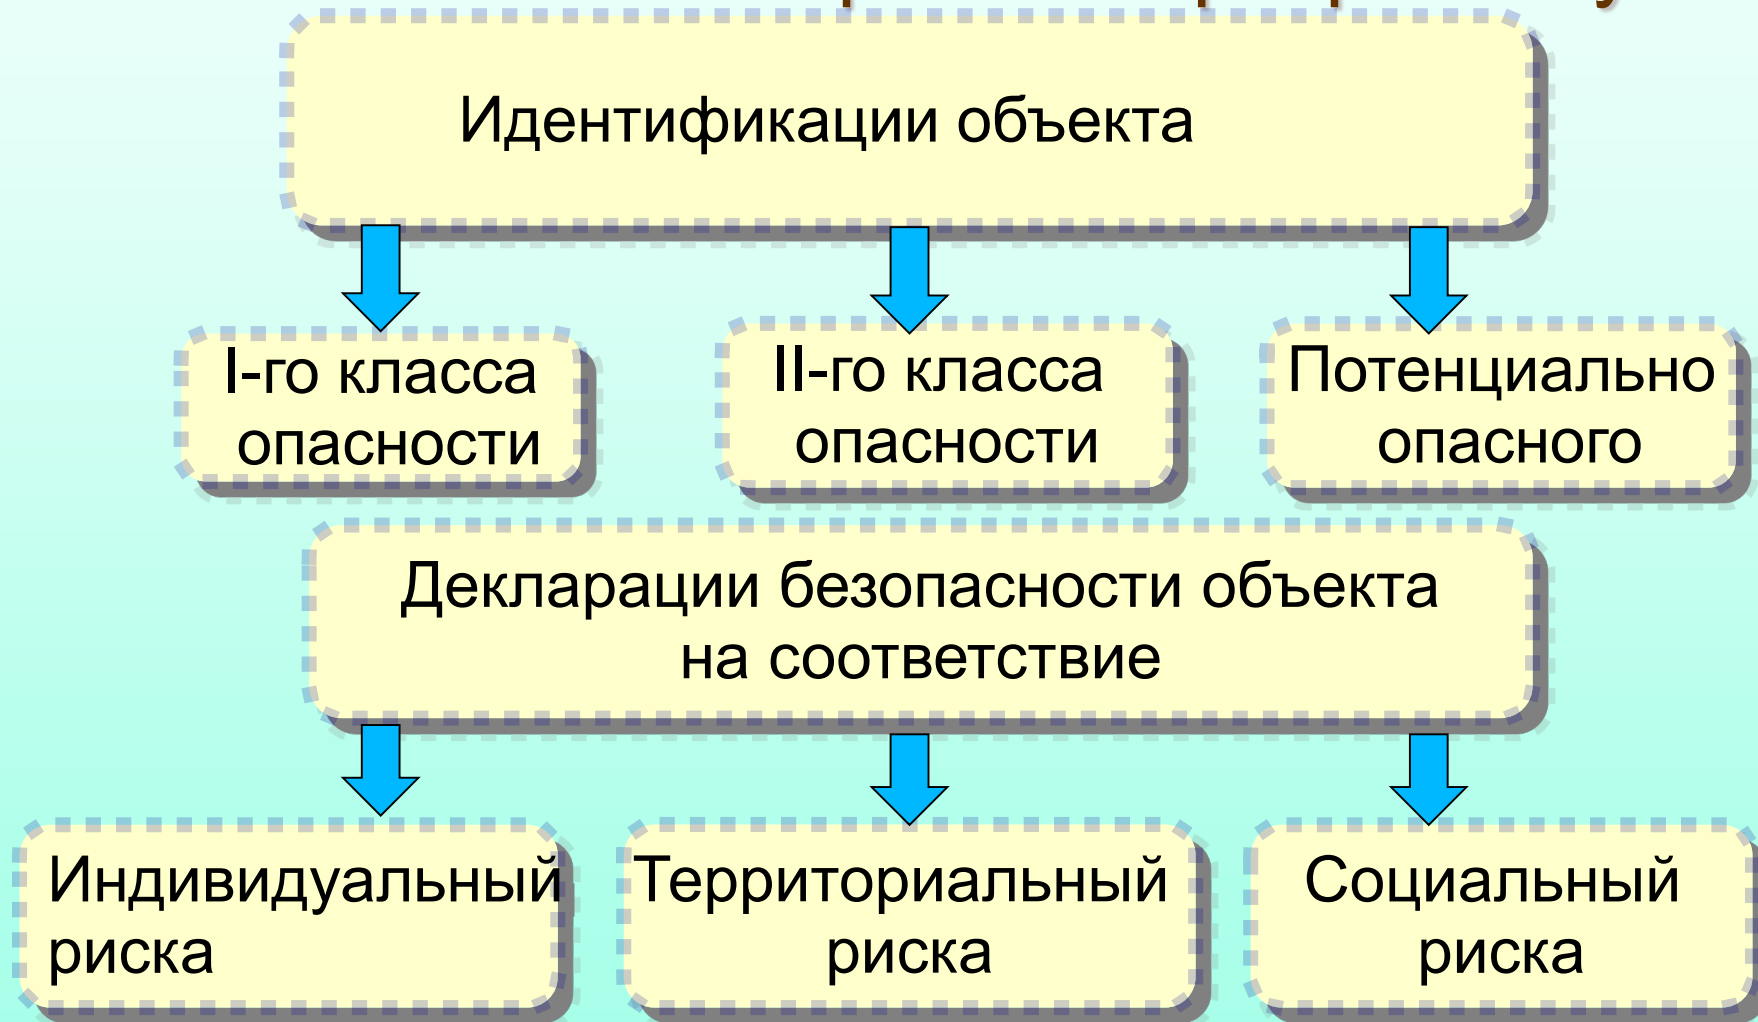 Идентификации объекта
I-го класса
опасности
II-го класса
опасности
Потенциально
опасного
Декларации безопасности объекта
на соответствие
Индивидуальный
риска
Территориальный
риска
Социальный
риска